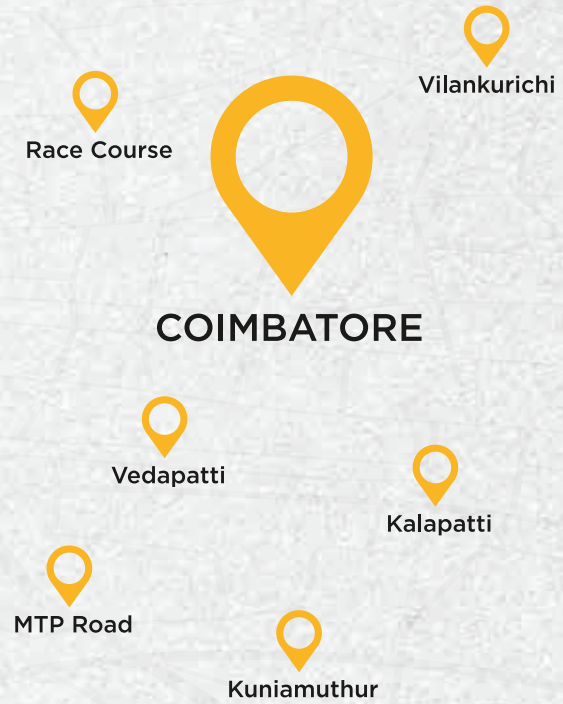 Vilankurichi
Race Course
COIMBATORE
Vedapatti
Kalapatti
MTP Road
Kuniamuthur